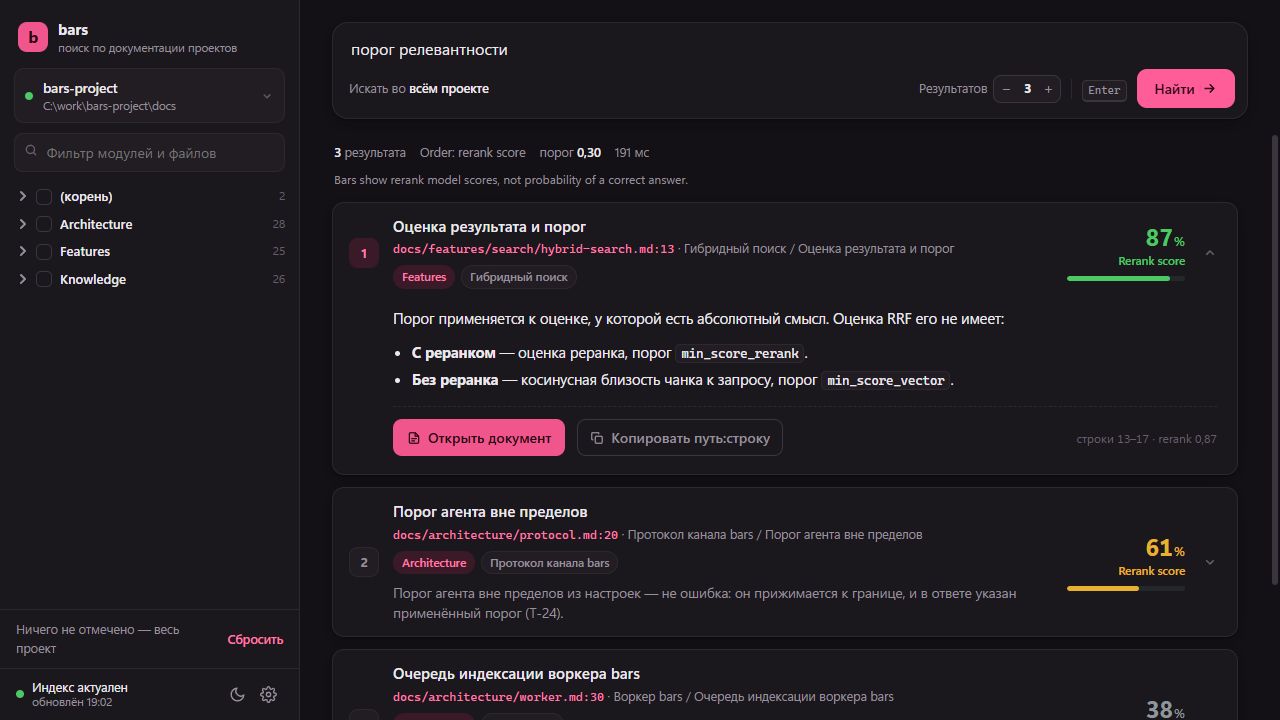 b
bars
поиск по документации проектов
bars-project
C:\work\bars-project\docs
Фильтр модулей и файлов
(корень) 2
Architecture 28
Features 25
Knowledge 26
Ничего не отмечено — весь
проект
Сбросить
Индекс актуален
обновлён 19:02
порог релевантности
Искать во всём проекте
Результатов − 3 +
Enter
Найти →
3 результата Order: rerank score порог 0,30 191 мс
Bars show rerank model scores, not probability of a correct answer.
1
Оценка результата и порог
docs/features/search/hybrid-search.md:13 · Гибридный поиск / Оценка результата и порог
Features Гибридный поиск
87%
Rerank score
Порог применяется к оценке, у которой есть абсолютный смысл. Оценка RRF его не имеет:
• С реранком — оценка реранка, порог min_score_rerank.
• Без реранка — косинусная близость чанка к запросу, порог min_score_vector.
Открыть документ
Копировать путь:строку
строки 13–17 · rerank 0,87
2
Порог агента вне пределов
docs/architecture/protocol.md:20 · Протокол канала bars / Порог агента вне пределов
Architecture Протокол канала bars
Порог агента вне пределов из настроек — не ошибка: он прижимается к границе, и в ответе указан
применённый порог (T-24).
61%
Rerank score
Очередь индексации воркера bars
docs/architecture/worker.md:30 · Воркер bars / Очередь индексации воркера bars
38%